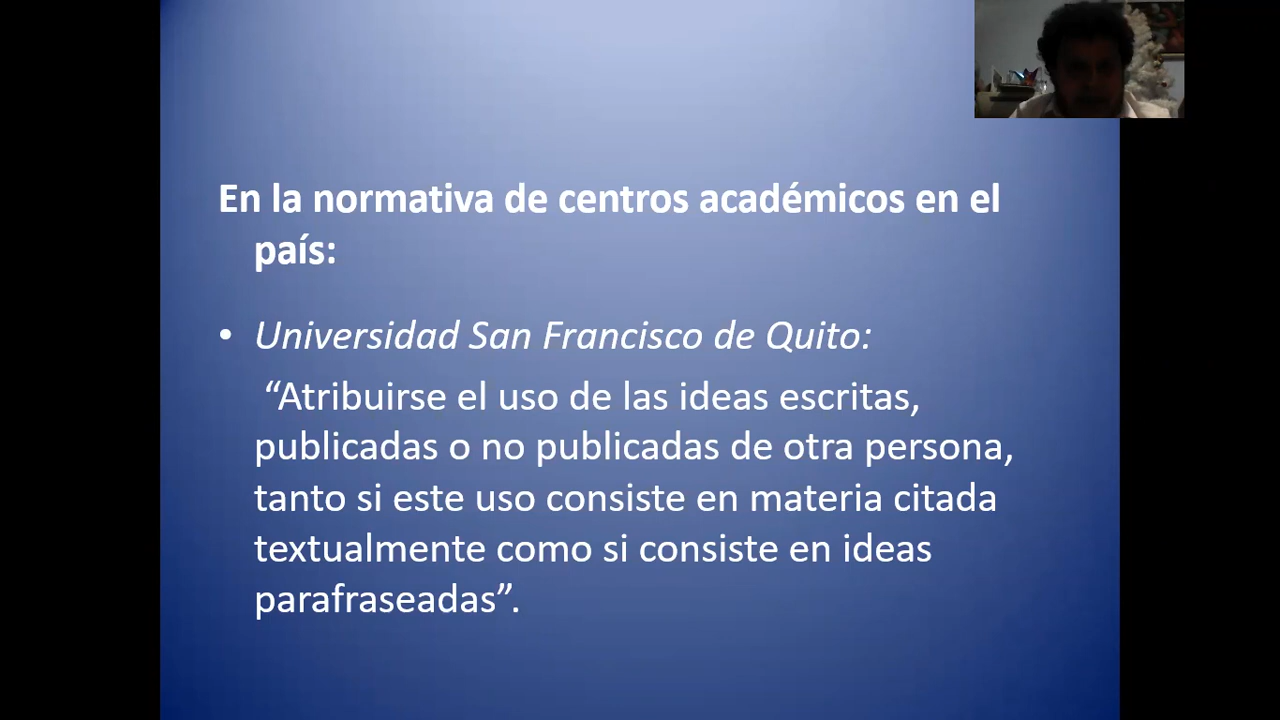 En la normativa de centros académicos en el
país:
• Universidad San Francisco de Quito:
“Atribuirse el uso de las ideas escritas,
publicadas o no publicadas de otra persona,
tanto si este uso consiste en materia citada
textualmente como si consiste en ideas
parafraseadas”.